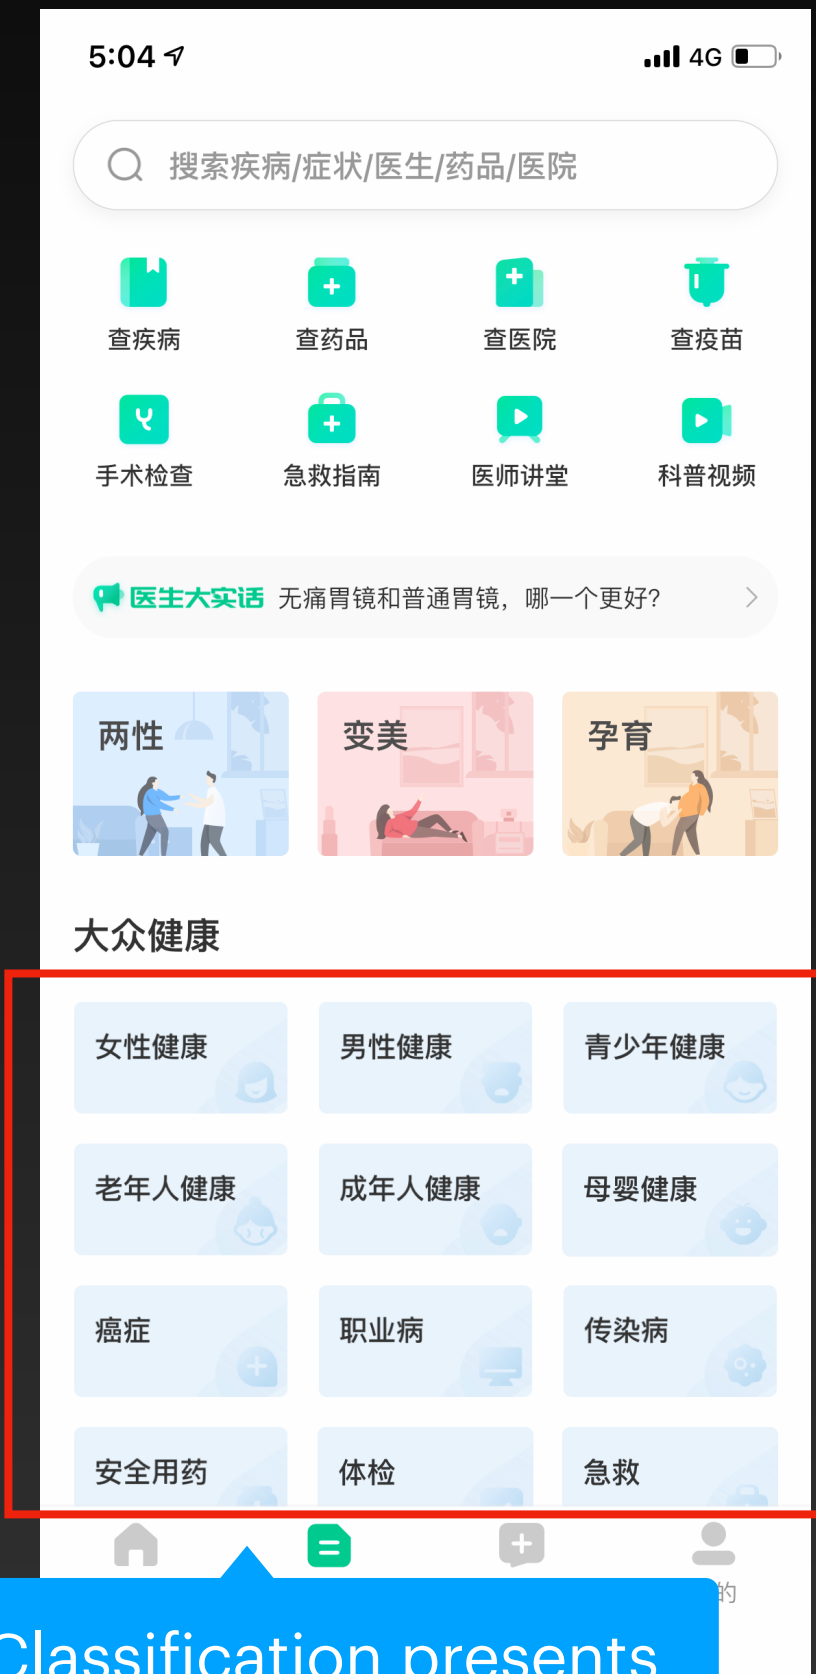 5:04 4G
搜索疾病/症状/医生/药品/医院
查疾病 查药品 查医院 查疫苗
手术检查 急救指南 医师讲堂 科普视频
医生大实话 无痛胃镜和普通胃镜，哪一个更好?
两性 变美 孕育
大众健康
女性健康 男性健康 青少年健康
老年人健康 成年人健康 母婴健康
癌症 职业病 传染病
安全用药 体检 急救
的
Classification presents